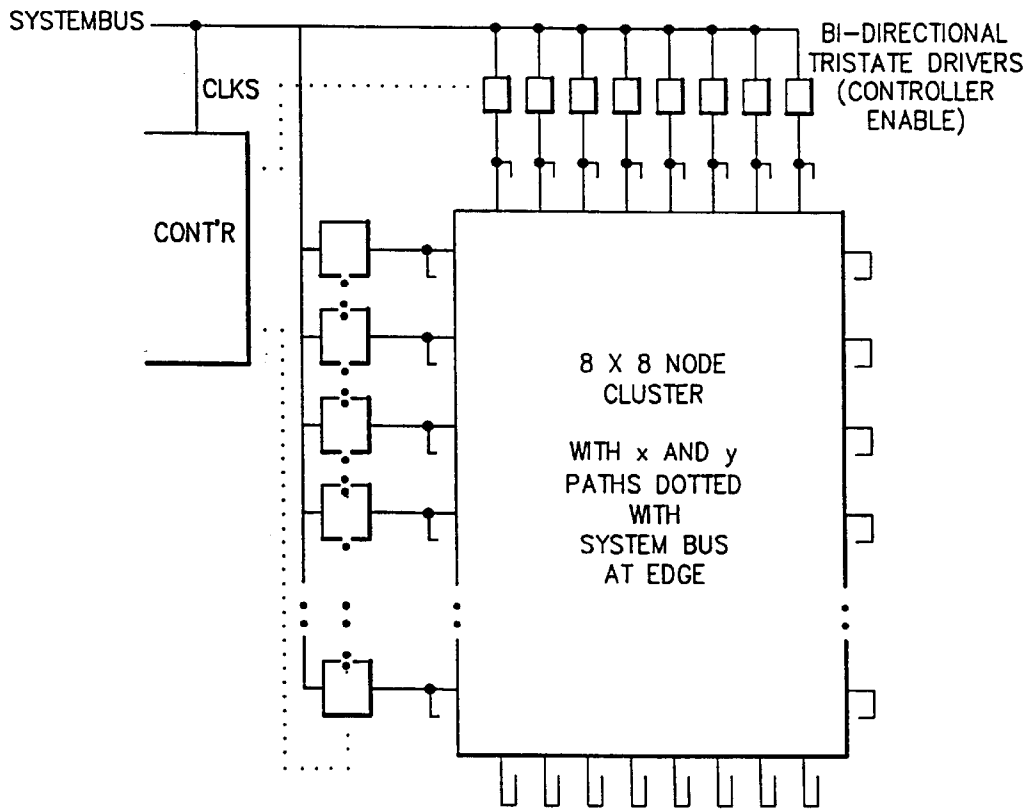 SYSTEMBUS
CLKS
BI-DIRECTIONAL
TRISTATE DRIVERS
(CONTROLLER
ENABLE)
CONT'R
8 X 8 NODE
CLUSTER
WITH x AND y
PATHS DOTTED
WITH
SYSTEM BUS
AT EDGE